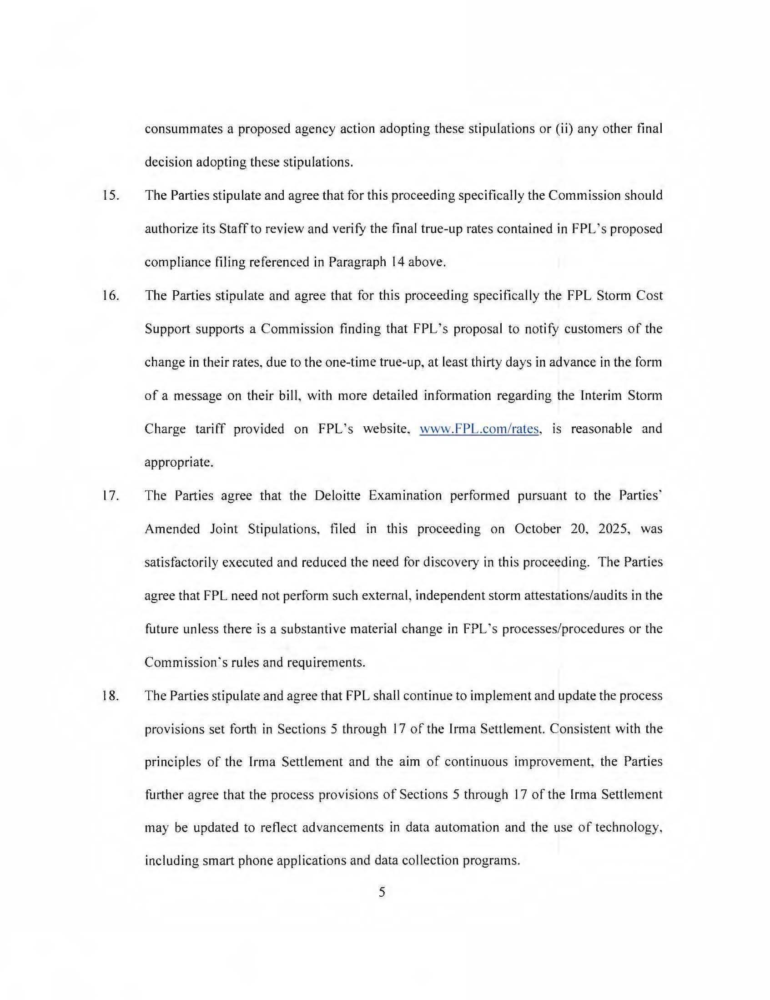 consummates a proposed agency action adopting these stipulations or (ii) any other final
decision adopting these stipulations.
15. The Parties stipulate and agree that for this proceeding specifically the Commission should
authorize its Staff to review and verify the final true-up rates contained in FPL's proposed
compliance filing referenced in Paragraph 14 above.
16. The Parties stipulate and agree that for this proceeding specifically the FPL Storm Cost
Support supports a Commission finding that FPL's proposal to notify customers of the
change in their rates, due to the one-time true-up, at least thirty days in advance in the form
of a message on their bill, with more detailed information regarding the Interim Storm
Charge tariff provided on FPL's website, www.FPL.com/rates, is reasonable and
appropriate.
17. The Parties agree that the Deloitte Examination performed pursuant to the Parties'
Amended Joint Stipulations, filed in this proceeding on October 20, 2025, was
satisfactorily executed and reduced the need for discovery in this proceeding. The Parties
agree that FPL need not perform such external, independent storm attestations/audits in the
future unless there is a substantive material change in FPL's processes/procedures or the
Commission's rules and requirements.
18. The Parties stipulate and agree that FPL shall continue to implement and update the process
provisions set forth in Sections 5 through 17 of the Irma Settlement. Consistent with the
principles of the Irma Settlement and the aim of continuous improvement, the Parties
further agree that the process provisions of Sections 5 through 17 of the Irma Settlement
may be updated to reflect advancements in data automation and the use of technology,
including smart phone applications and data collection programs.
5